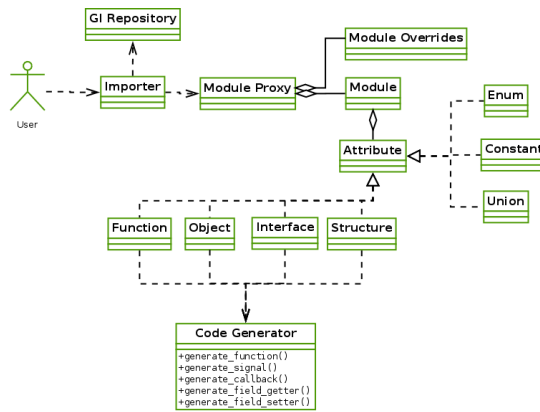 GI Repository
Module Overrides
User
Importer
Module Proxy
Module
Enum
Attribute
Constant
Union
Function
Object
Interface
Structure
Code Generator
+generate_function()
+generate_signal()
+generate_callback()
+generate_field_getter()
+generate_field_setter()